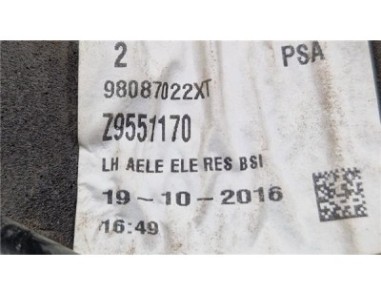 2 PSA
98087022XT
Z9551170
LH AELE ELE RES BSI
19-10-2016
16:49